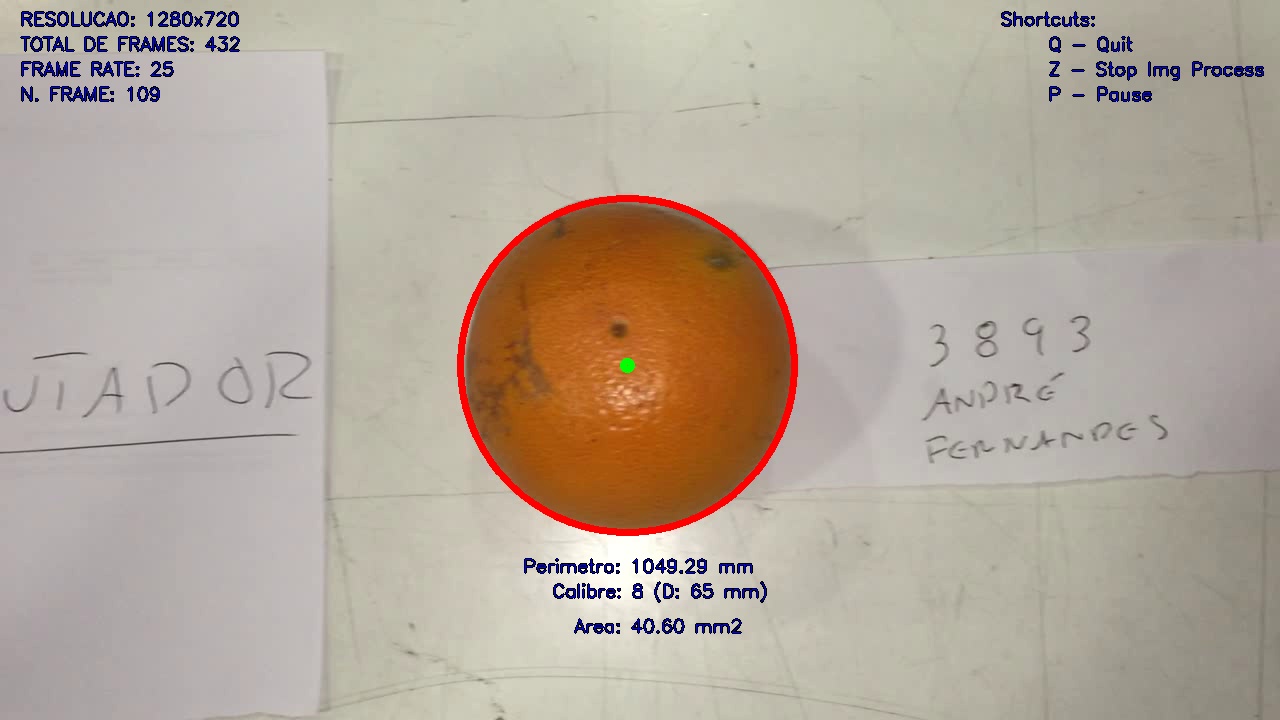 RESOLUCAO: 1280x720
TOTAL DE FRAMES: 432
FRAME RATE: 25
N. FRAME: 109
Shortcuts:
Q - Quit
Z - Stop Img Process
P - Pause
UTADOR
3893
ANDRÉ
FERNANDES
Perimetro: 1049.29 mm
Calibre: 8 (D: 65 mm)
Area: 40.60 mm2